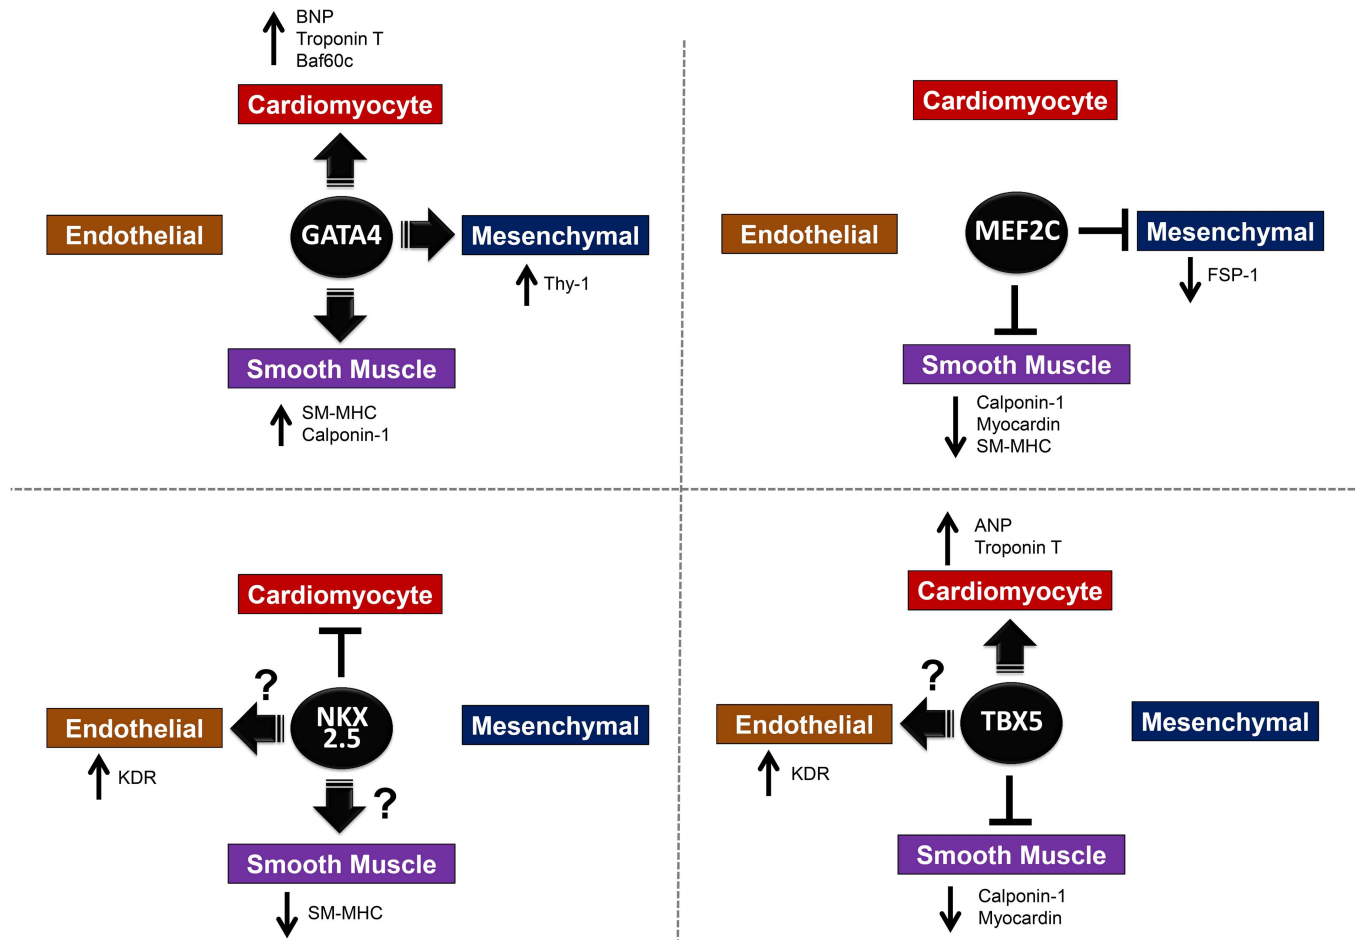 BNP
Troponin T
Baf60c
Cardiomyocyte
Endothelial
GATA4
Mesenchymal
Thy-1
Smooth Muscle
SM-MHC
Calponin-1
Cardiomyocyte
Endothelial
MEF2C
Mesenchymal
FSP-1
Smooth Muscle
Calponin-1
Myocardin
SM-MHC
Cardiomyocyte
?
Endothelial
NKX
2.5
Mesenchymal
KDR
?
Smooth Muscle
SM-MHC
ANP
Troponin T
Cardiomyocyte
?
Endothelial
TBX5
Mesenchymal
KDR
Smooth Muscle
Calponin-1
Myocardin